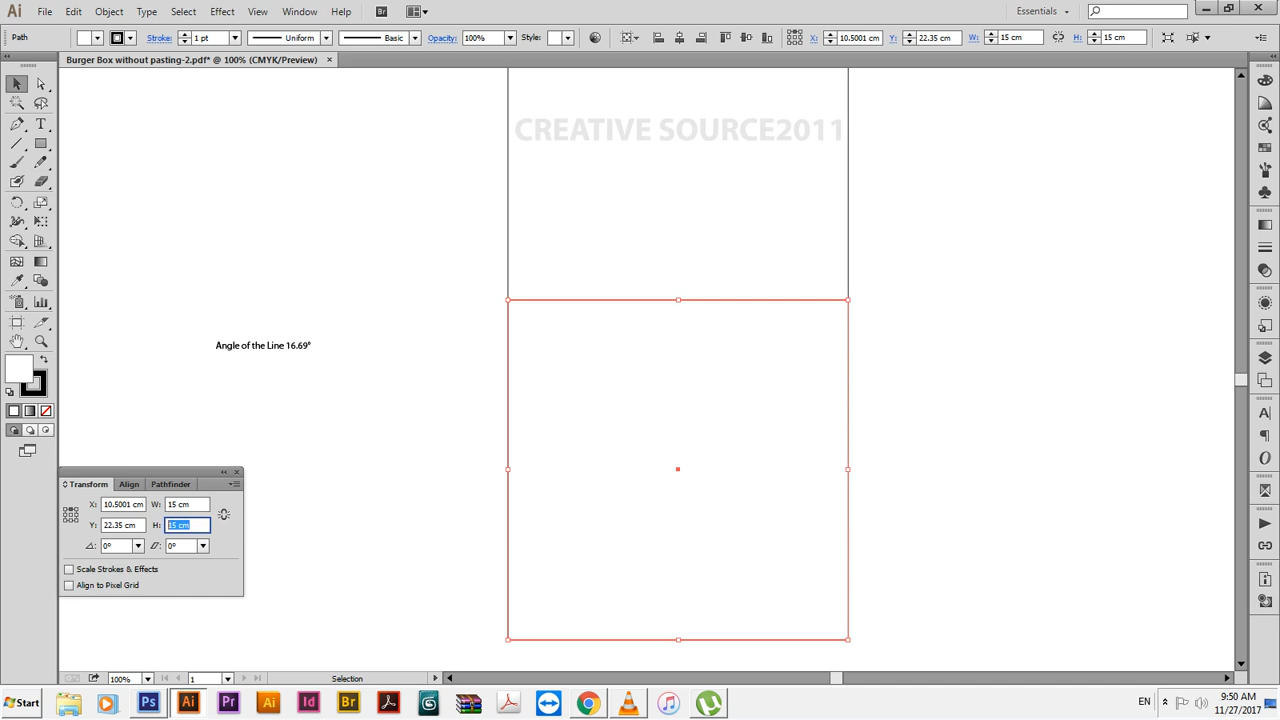 Ai File Edit Object Type Select Effect View Window Help Br Essentials
Path Stroke: 1 pt Uniform Basic Opacity: 100% Style: X: 10.5001 cm Y: 22.35 cm W: 15 cm H: 15 cm
Burger Box without pasting-2.pdf* @ 100% (CMYK/Preview) ×
CREATIVE SOURCE2011
Angle of the Line 16.69°
Transform Align Pathfinder
X: 10.5001 cm W: 15 cm
Y: 22.35 cm H: 15 cm
0° 0°
Scale Strokes & Effects
Align to Pixel Grid
100% 1 Selection
Start Ps Ai Pr Ai Id Br EN 9:50 AM
11/27/2017